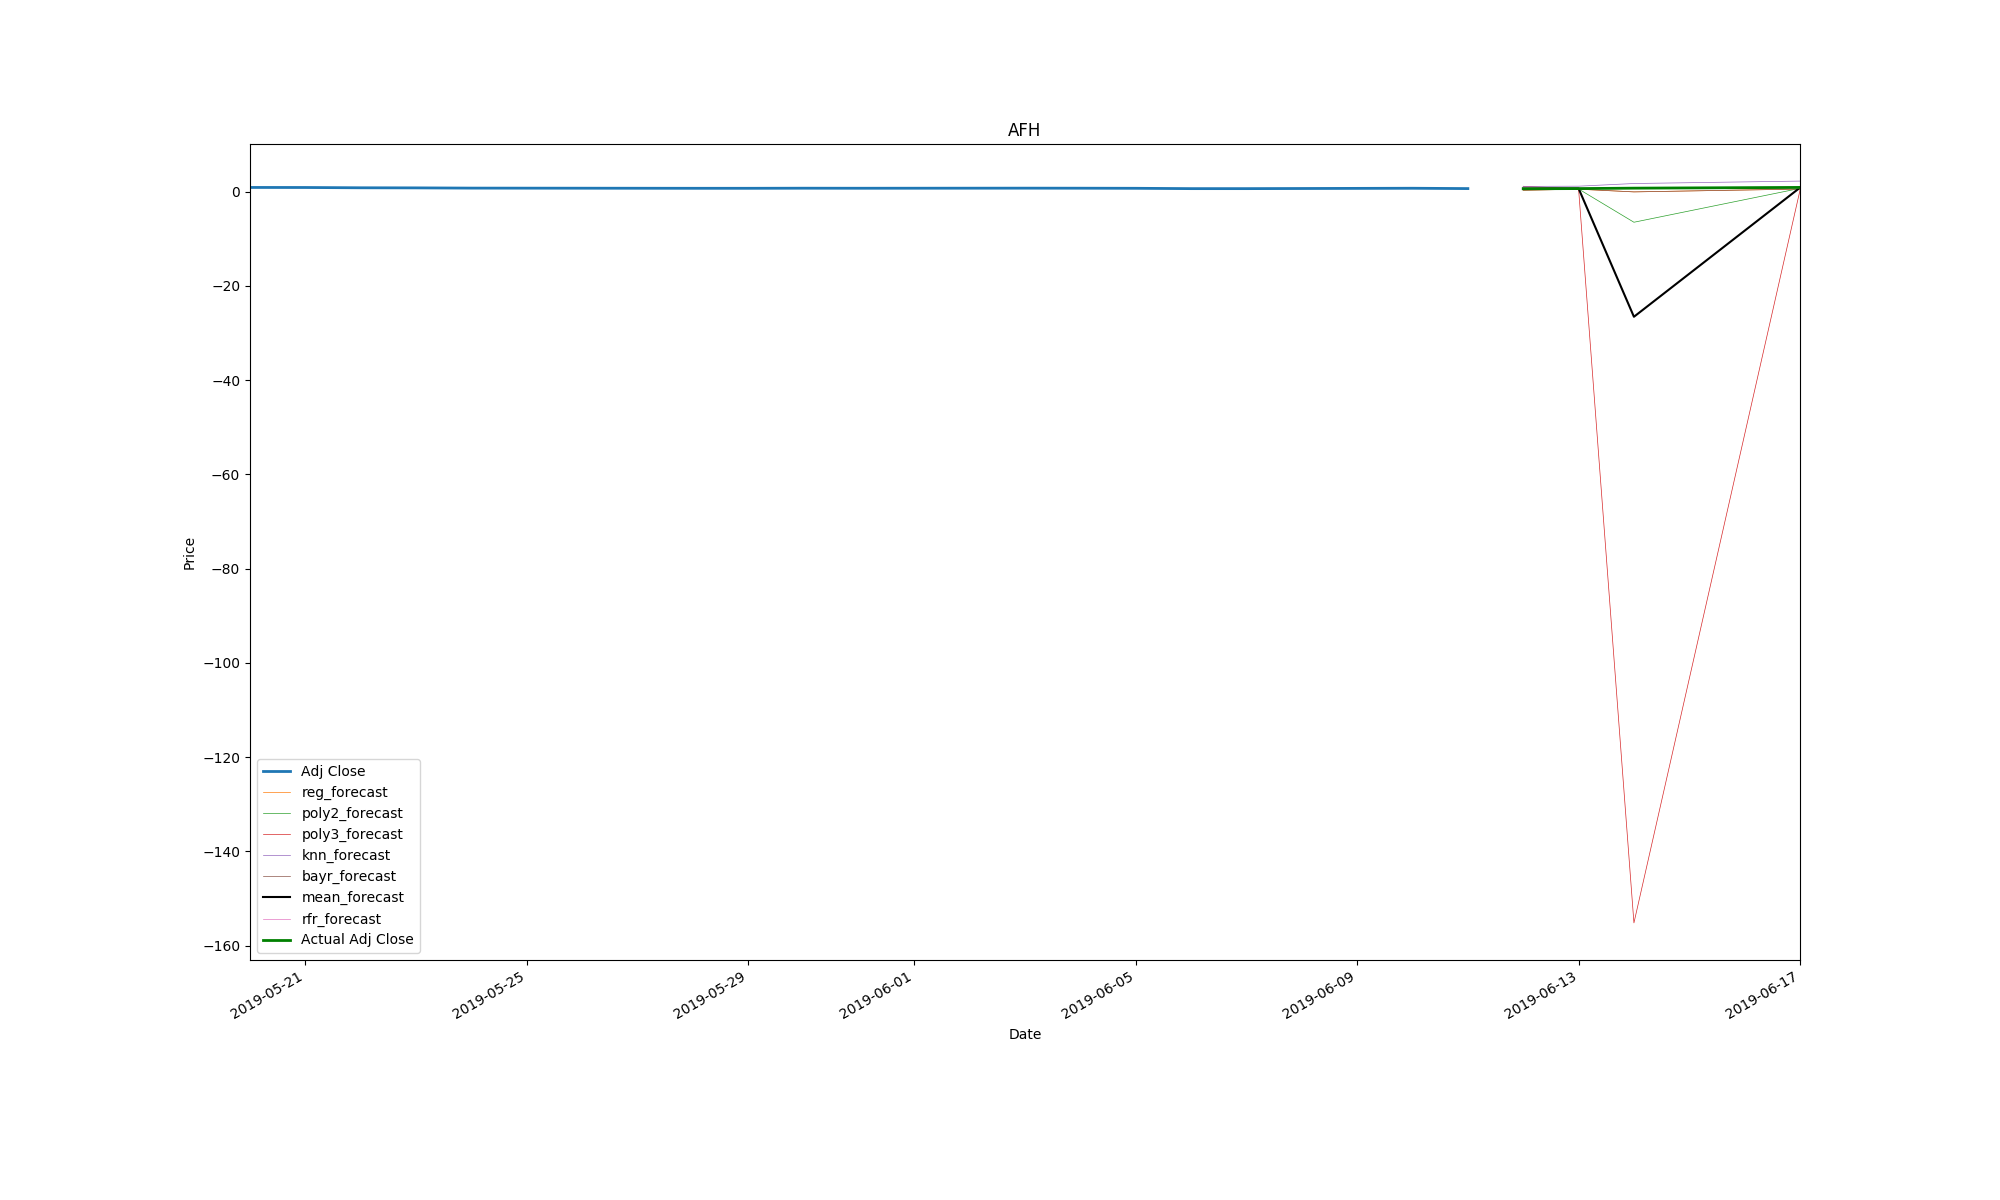 AFH
0
−20
−40
−60
−80
−100
−120
−140
−160
Price
Adj Close
reg_forecast
poly2_forecast
poly3_forecast
knn_forecast
bayr_forecast
mean_forecast
rfr_forecast
Actual Adj Close
2019-05-21
2019-05-25
2019-05-29
2019-06-01
2019-06-05
2019-06-09
2019-06-13
2019-06-17
Date